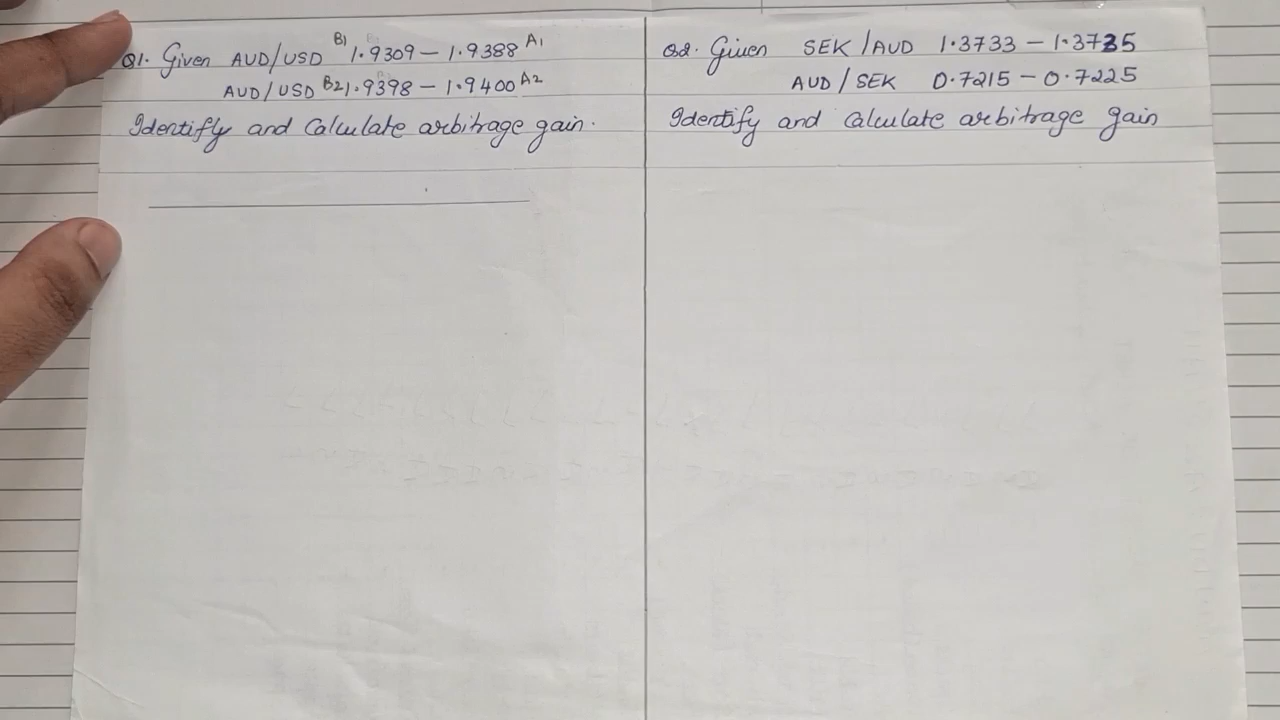 Q1. Given AUD/USD B1 1.9309 - 1.9388 A1
AUD/USD B2 1.9398 - 1.9400 A2
Identifly and Calculate arbitrage gain.
Q2. Given SEK/AUD 1.3733 - 1.3735
AUD/SEK 0.7215 - 0.7225
Identify and Calculate arbitrage gain